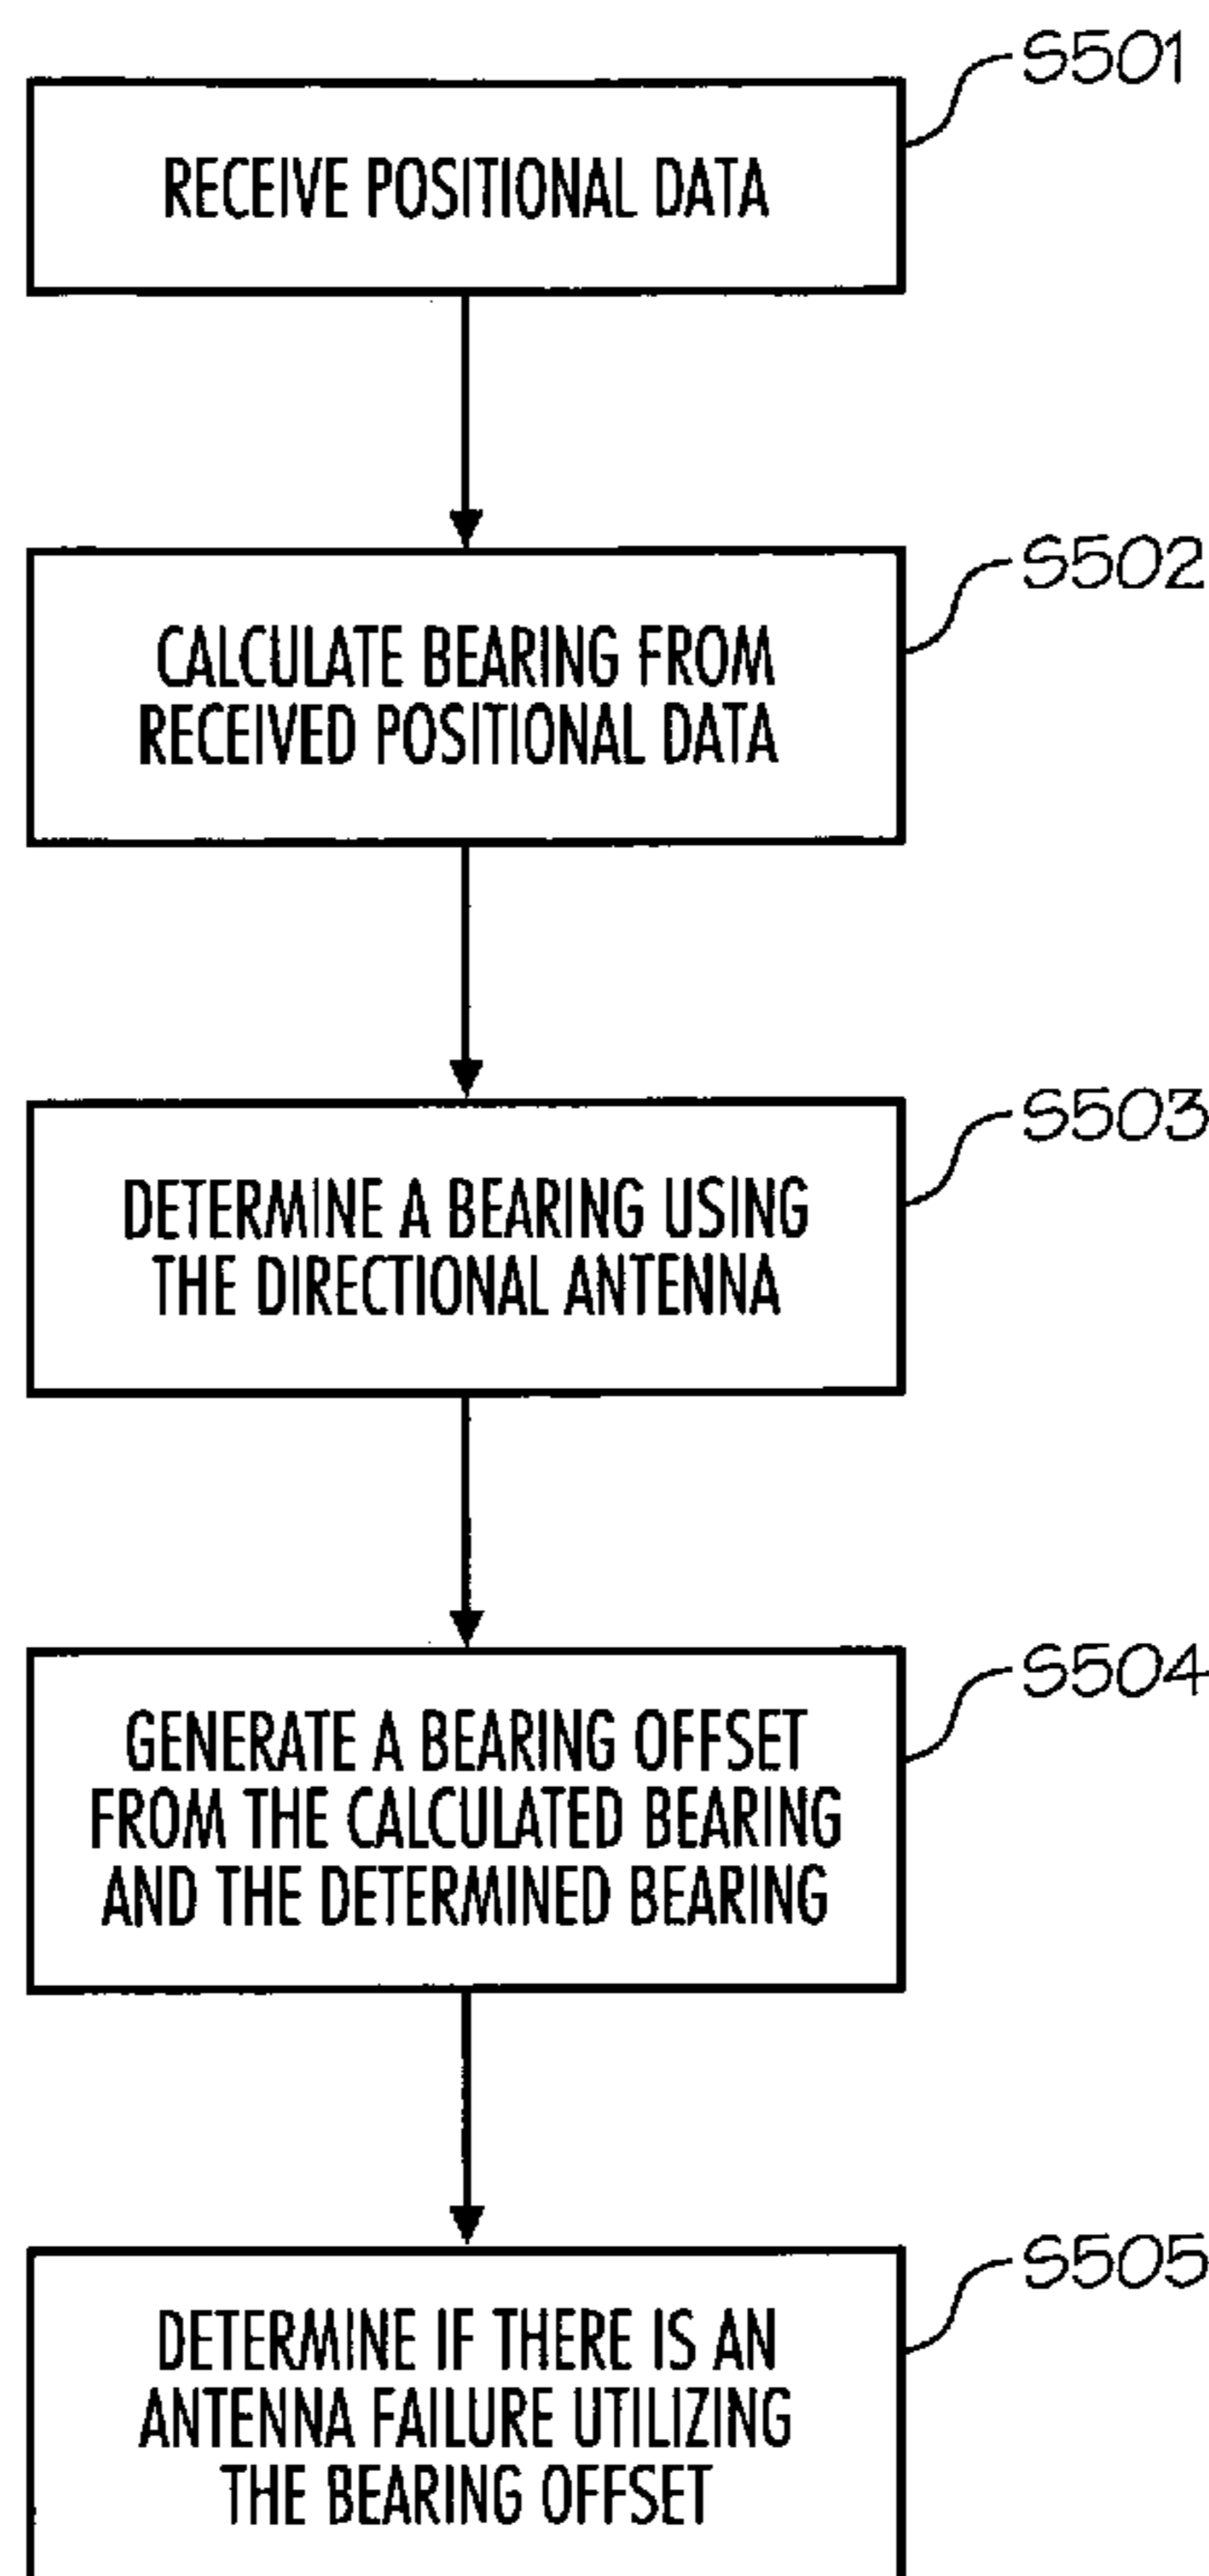 S501
RECEIVE POSITIONAL DATA
S502
CALCULATE BEARING FROM
RECEIVED POSITIONAL DATA
S503
DETERMINE A BEARING USING
THE DIRECTIONAL ANTENNA
S504
GENERATE A BEARING OFFSET
FROM THE CALCULATED BEARING
AND THE DETERMINED BEARING
S505
DETERMINE IF THERE IS AN
ANTENNA FAILURE UTILIZING
THE BEARING OFFSET